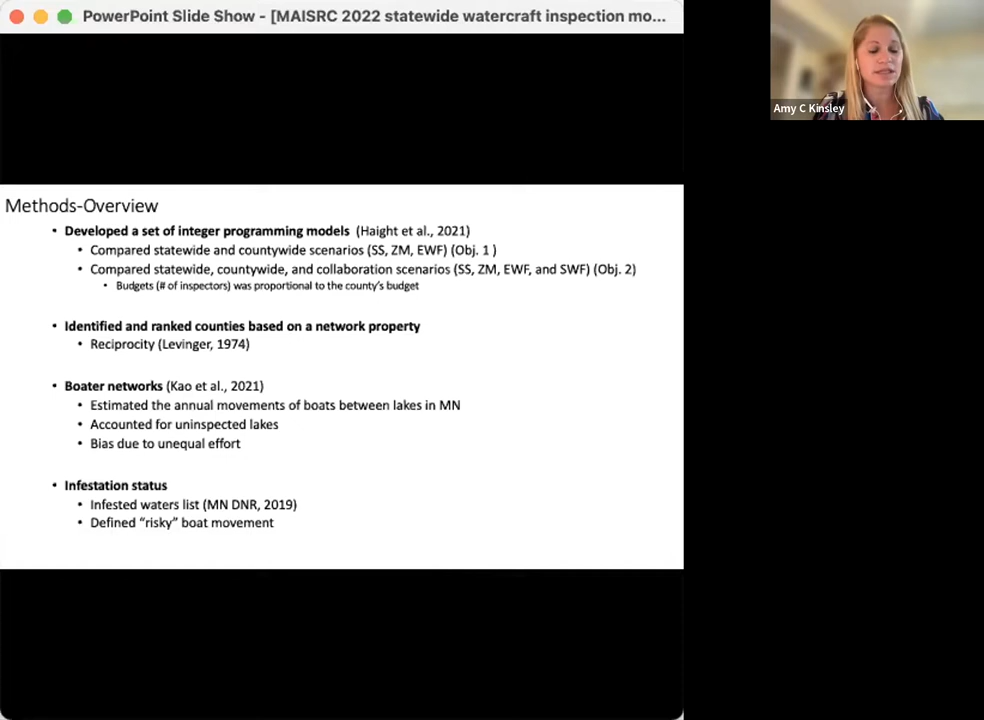 PowerPoint Slide Show - [MAISRC 2022 statewide watercraft inspection mo...
Amy C Kinsley
Methods-Overview
• Developed a set of integer programming models (Haight et al., 2021)
• Compared statewide and countywide scenarios (SS, ZM, EWF) (Obj. 1 )
• Compared statewide, countywide, and collaboration scenarios (SS, ZM, EWF, and SWF) (Obj. 2)
• Budgets (# of inspectors) was proportional to the county's budget
• Identified and ranked counties based on a network property
• Reciprocity (Levinger, 1974)
• Boater networks (Kao et al., 2021)
• Estimated the annual movements of boats between lakes in MN
• Accounted for uninspected lakes
• Bias due to unequal effort
• Infestation status
• Infested waters list (MN DNR, 2019)
• Defined “risky” boat movement